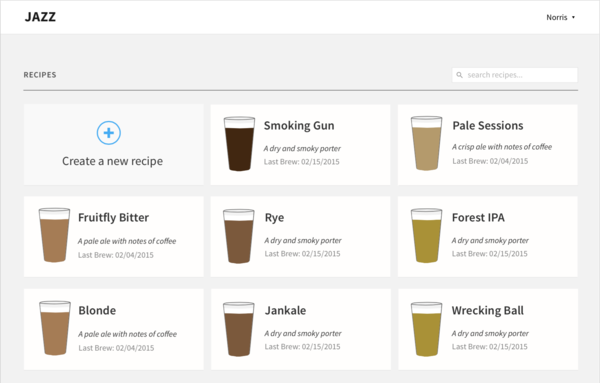 JAZZ
Norris
RECIPES
search recipes...
Create a new recipe
Smoking Gun
A dry and smoky porter
Last Brew: 02/15/2015
Pale Sessions
A crisp ale with notes of coffee
Last Brew: 02/04/2015
Fruitfly Bitter
A pale ale with notes of coffee
Last Brew: 02/04/2015
Rye
A dry and smoky porter
Last Brew: 02/15/2015
Forest IPA
A dry and smoky porter
Last Brew: 02/15/2015
Blonde
A pale ale with notes of coffee
Last Brew: 02/04/2015
Jankale
A dry and smoky porter
Last Brew: 02/15/2015
Wrecking Ball
A dry and smoky porter
Last Brew: 02/15/2015